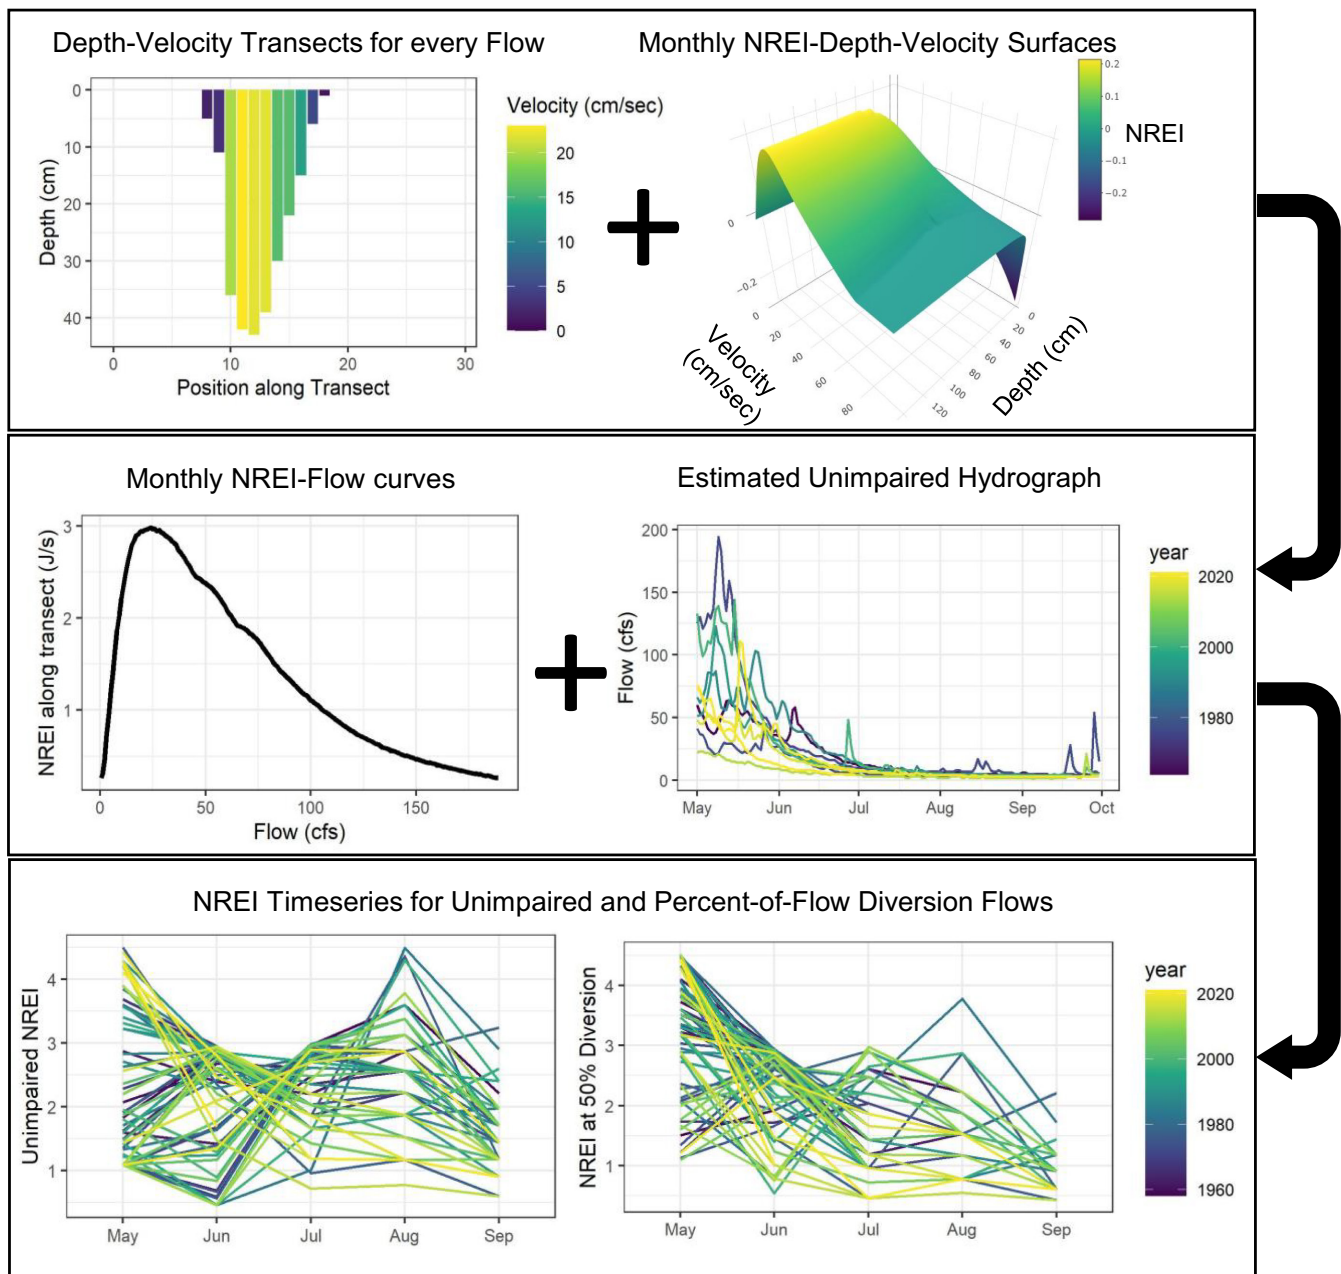 Depth-Velocity Transects for every Flow
0
10
20
30
40
Depth (cm)
0
10
20
30
Position along Transect
Velocity (cm/sec)
20
15
10
5
0
Monthly NREI-Depth-Velocity Surfaces
0.2
0.1
0
−0.1
−0.2
NREI
0
−0.2
0
20
40
60
80
Velocity
(cm/sec)
0
20
40
60
80
100
120
Depth (cm)
Monthly NREI-Flow curves
3
2
1
NREI along transect (J/s)
0
50
100
150
Flow (cfs)
Estimated Unimpaired Hydrograph
200
150
100
50
0
Flow (cfs)
May
Jun
Jul
Aug
Sep
Oct
year
2020
2000
1980
NREI Timeseries for Unimpaired and Percent-of-Flow Diversion Flows
4
3
2
1
Unimpaired NREI
May
Jun
Jul
Aug
Sep
4
3
2
1
NREI at 50% Diversion
May
Jun
Jul
Aug
Sep
year
2020
2000
1980
1960